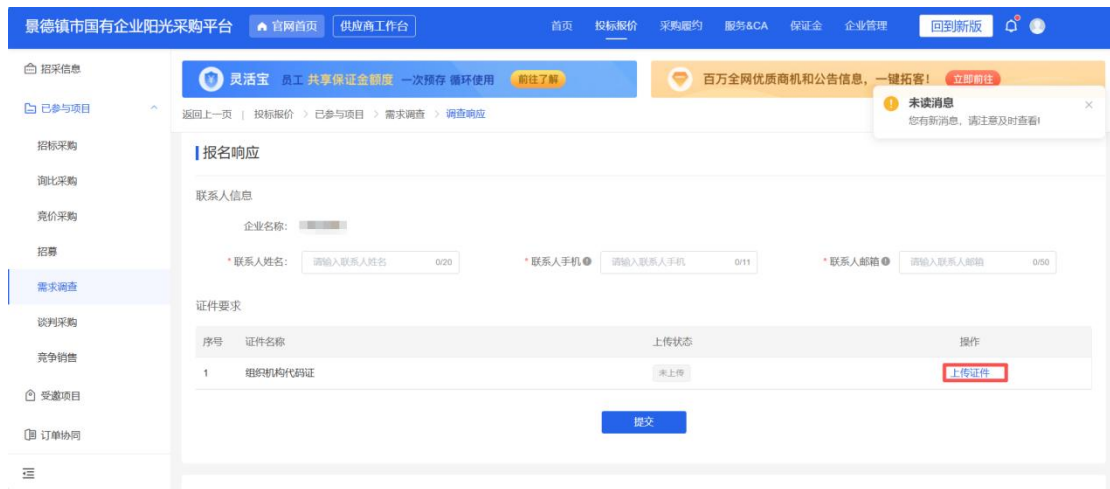 景德镇市国有企业阳光采购平台 官网首页 供应商工作台 首页 投标报价 采购履约 服务&CA 保证金 企业管理 回到新版
招采信息
已参与项目
招标采购
询比采购
竞价采购
招募
需求调查
谈判采购
竞争销售
受邀项目
订单协同
灵活宝 员工 共享保证金额度 一次预存 循环使用 前往了解
百万全网优质商机和公告信息,一键拓客! 立即前往
未读消息
您有新消息,请注意及时查看!
返回上一页 | 投标报价 > 已参与项目 > 需求调查 > 调查响应
报名响应
联系人信息
企业名称:
*联系人姓名: 请输入联系人姓名 0/20 *联系人手机 请输入联系人手机 0/11 *联系人邮箱 请输入联系人邮箱 0/50
证件要求
序号 证件名称 上传状态 操作
1 组织机构代码证 未上传 上传证件
提交